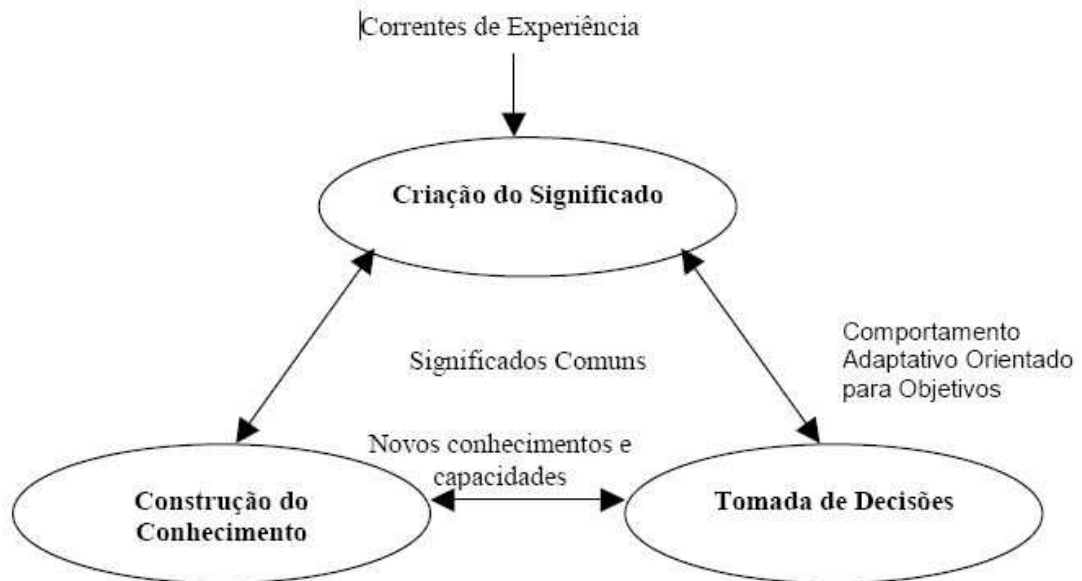 Correntes de Experiência
Criação do Significado
Comportamento
Adaptativo Orientado
para Objetivos
Significados Comuns
Novos conhecimentos e
capacidades
Construção do
Conhecimento
Tomada de Decisões